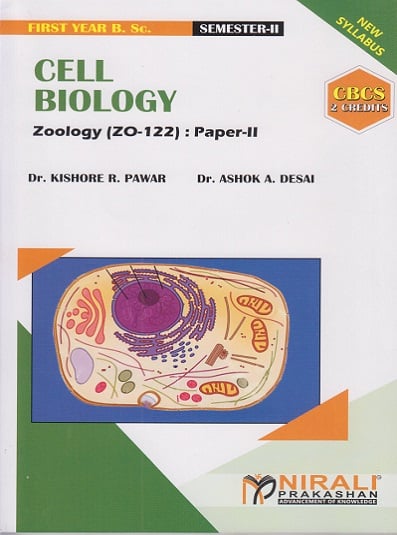 FIRST YEAR B. Sc.
SEMESTER-II
NEW
SYLLABUS
CELL
BIOLOGY
CBCS
2 CREDITS
Zoology (ZO-122) : Paper-II
Dr. KISHORE R. PAWAR
Dr. ASHOK A. DESAI
NIRALI
PRAKASHAN
ADVANCEMENT OF KNOWLEDGE